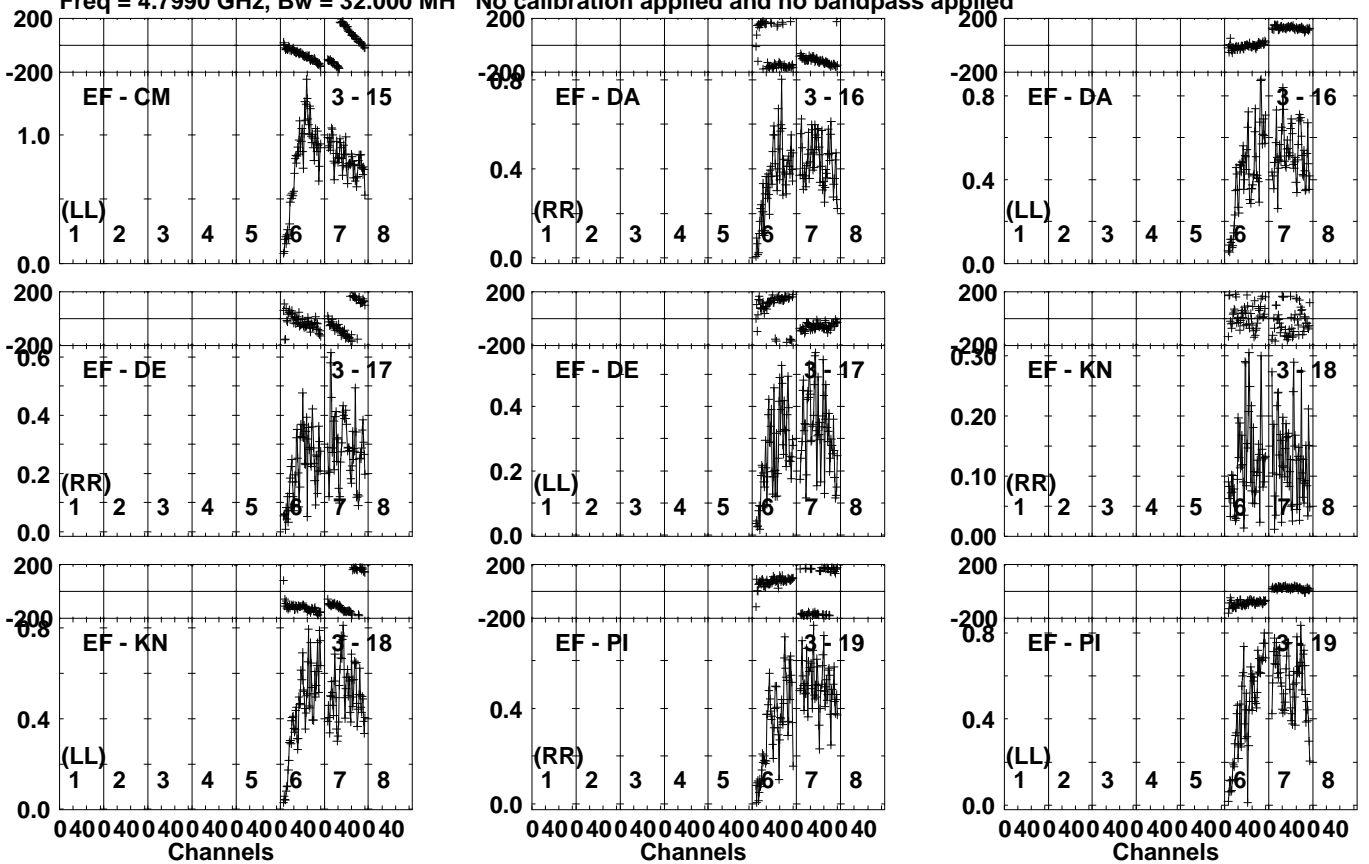 Freq = 4.7990 GHz, Bw = 32.000 MH No calibration applied and no bandpass applied
200 200 200
-200 -200 -200
EF - CM 3 - 15 0.8 EF - DA 3 - 16 0.8 EF - DA 3 - 16
1.0
0.4 0.4
(LL) (RR) (LL)
1 2 3 4 5 6 7 8 1 2 3 4 5 6 7 8 1 2 3 4 5 6 7 8
0.0 0.0 0.0
200 200 200
-200 -200 -200
0.6 EF - DE 3 - 17 EF - DE 3 - 17 0.30 EF - KN 3 - 18
0.4 0.4 0.20
0.2 0.2 0.10
(RR) (LL) (RR)
1 2 3 4 5 6 7 8 1 2 3 4 5 6 7 8 1 2 3 4 5 6 7 8
0.0 0.0 0.00
200 200 200
-200 -200 -200
0.8 EF - KN 3 - 18 EF - PI 3 - 19 0.8 EF - PI 3 - 19
0.4 0.4 0.4
(LL) (RR) (LL)
1 2 3 4 5 6 7 8 1 2 3 4 5 6 7 8 1 2 3 4 5 6 7 8
0.0 0.0 0.0
0 40 0 40 0 40 0 40 0 40 0 40 0 40 0 40 0 40 0 40 0 40 0 40 0 40 0 40 0 40 0 40 0 40 0 40 0 40 0 40 0 40 0 40 0 40 0 40
Channels Channels Channels